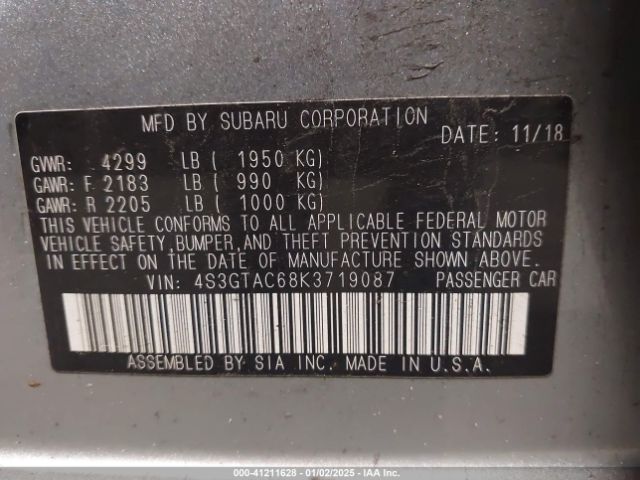 MFD BY SUBARU CORPORATION
DATE: 11/18
GVWR: 4299 LB ( 1950 KG)
GAWR: F 2183 LB ( 990 KG)
GAWR: R 2205 LB ( 1000 KG)
THIS VEHICLE CONFORMS TO ALL APPLICABLE FEDERAL MOTOR
VEHICLE SAFETY, BUMPER, AND THEFT PREVENTION STANDARDS
IN EFFECT ON THE DATE OF MANUFACTURE SHOWN ABOVE.
VIN: 4S3GTAC68K3719087 PASSENGER CAR
ASSEMBLED BY SIA INC. MADE IN U.S.A.
000-41211628 - 01/02/2025 - IAA Inc.